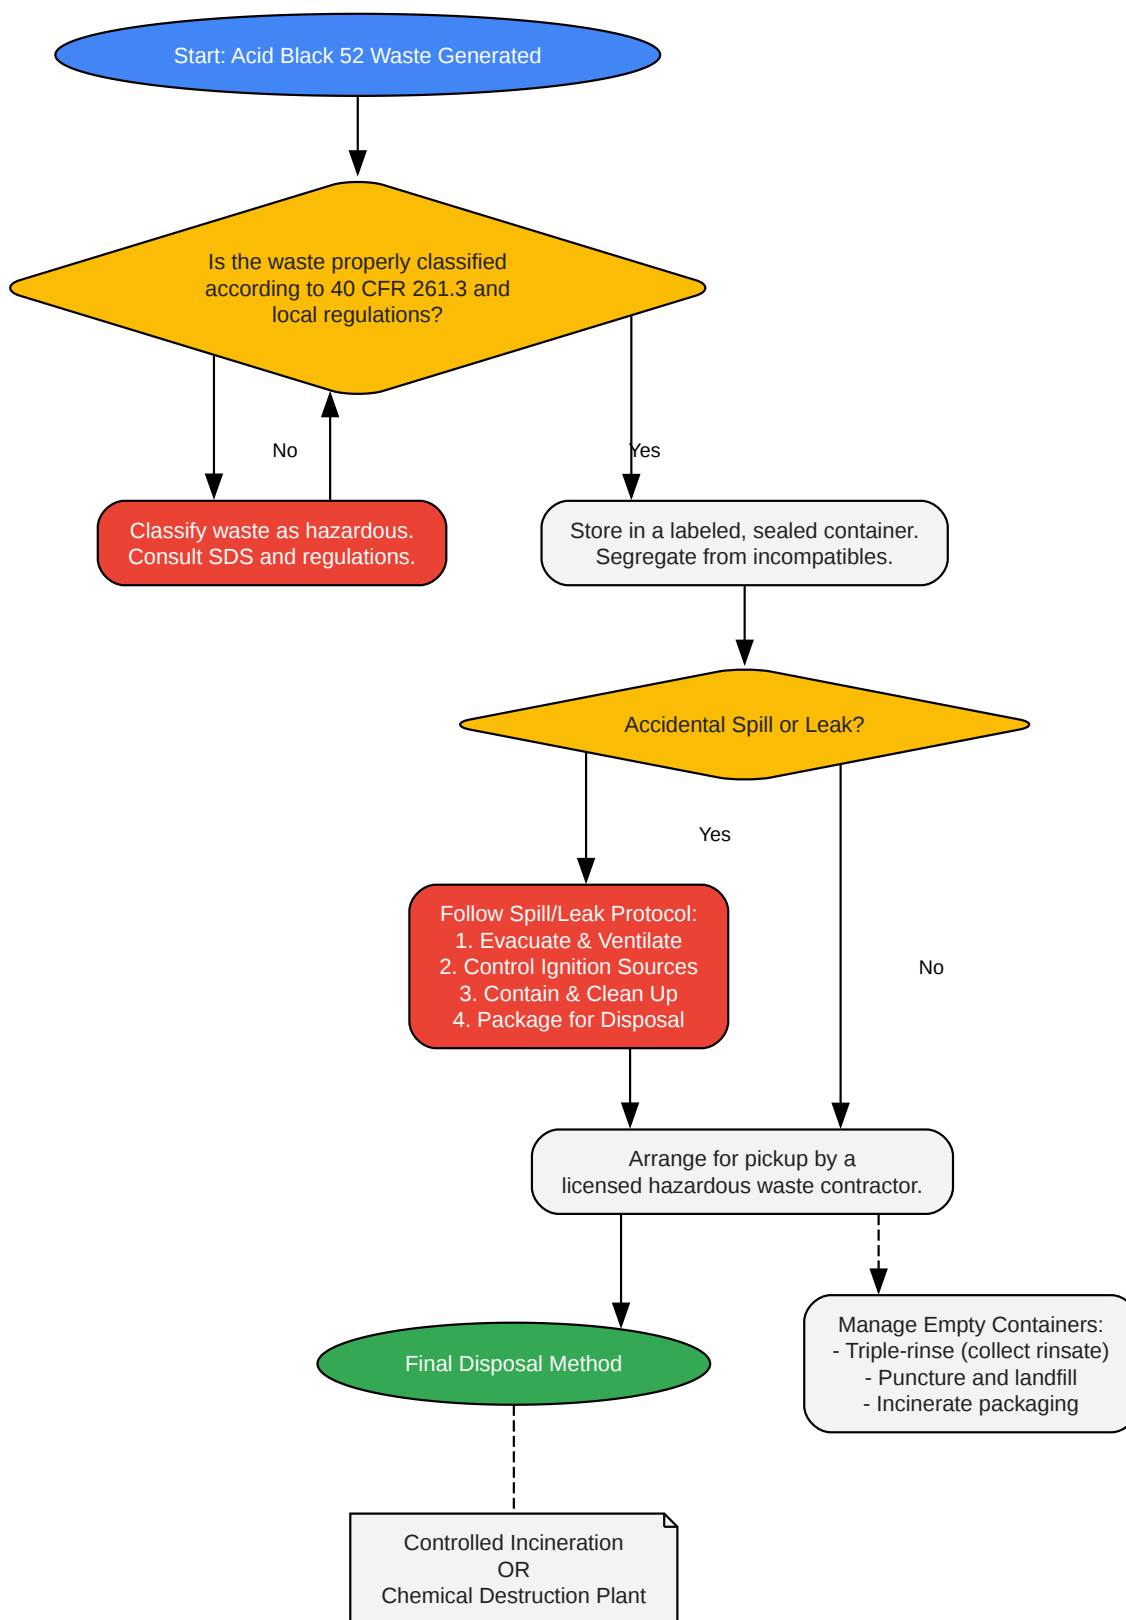 Start: Acid Black 52 Waste Generated
Is the waste properly classified
according to 40 CFR 261.3 and
local regulations?
No
Yes
Classify waste as hazardous.
Consult SDS and regulations.
Store in a labeled, sealed container.
Segregate from incompatibles.
Accidental Spill or Leak?
Yes
Follow Spill/Leak Protocol:
1. Evacuate & Ventilate
2. Control Ignition Sources
3. Contain & Clean Up
4. Package for Disposal
No
Arrange for pickup by a
licensed hazardous waste contractor.
Final Disposal Method
Manage Empty Containers:
- Triple-rinse (collect rinsate)
- Puncture and landfill
- Incinerate packaging
Controlled Incineration
OR
Chemical Destruction Plant